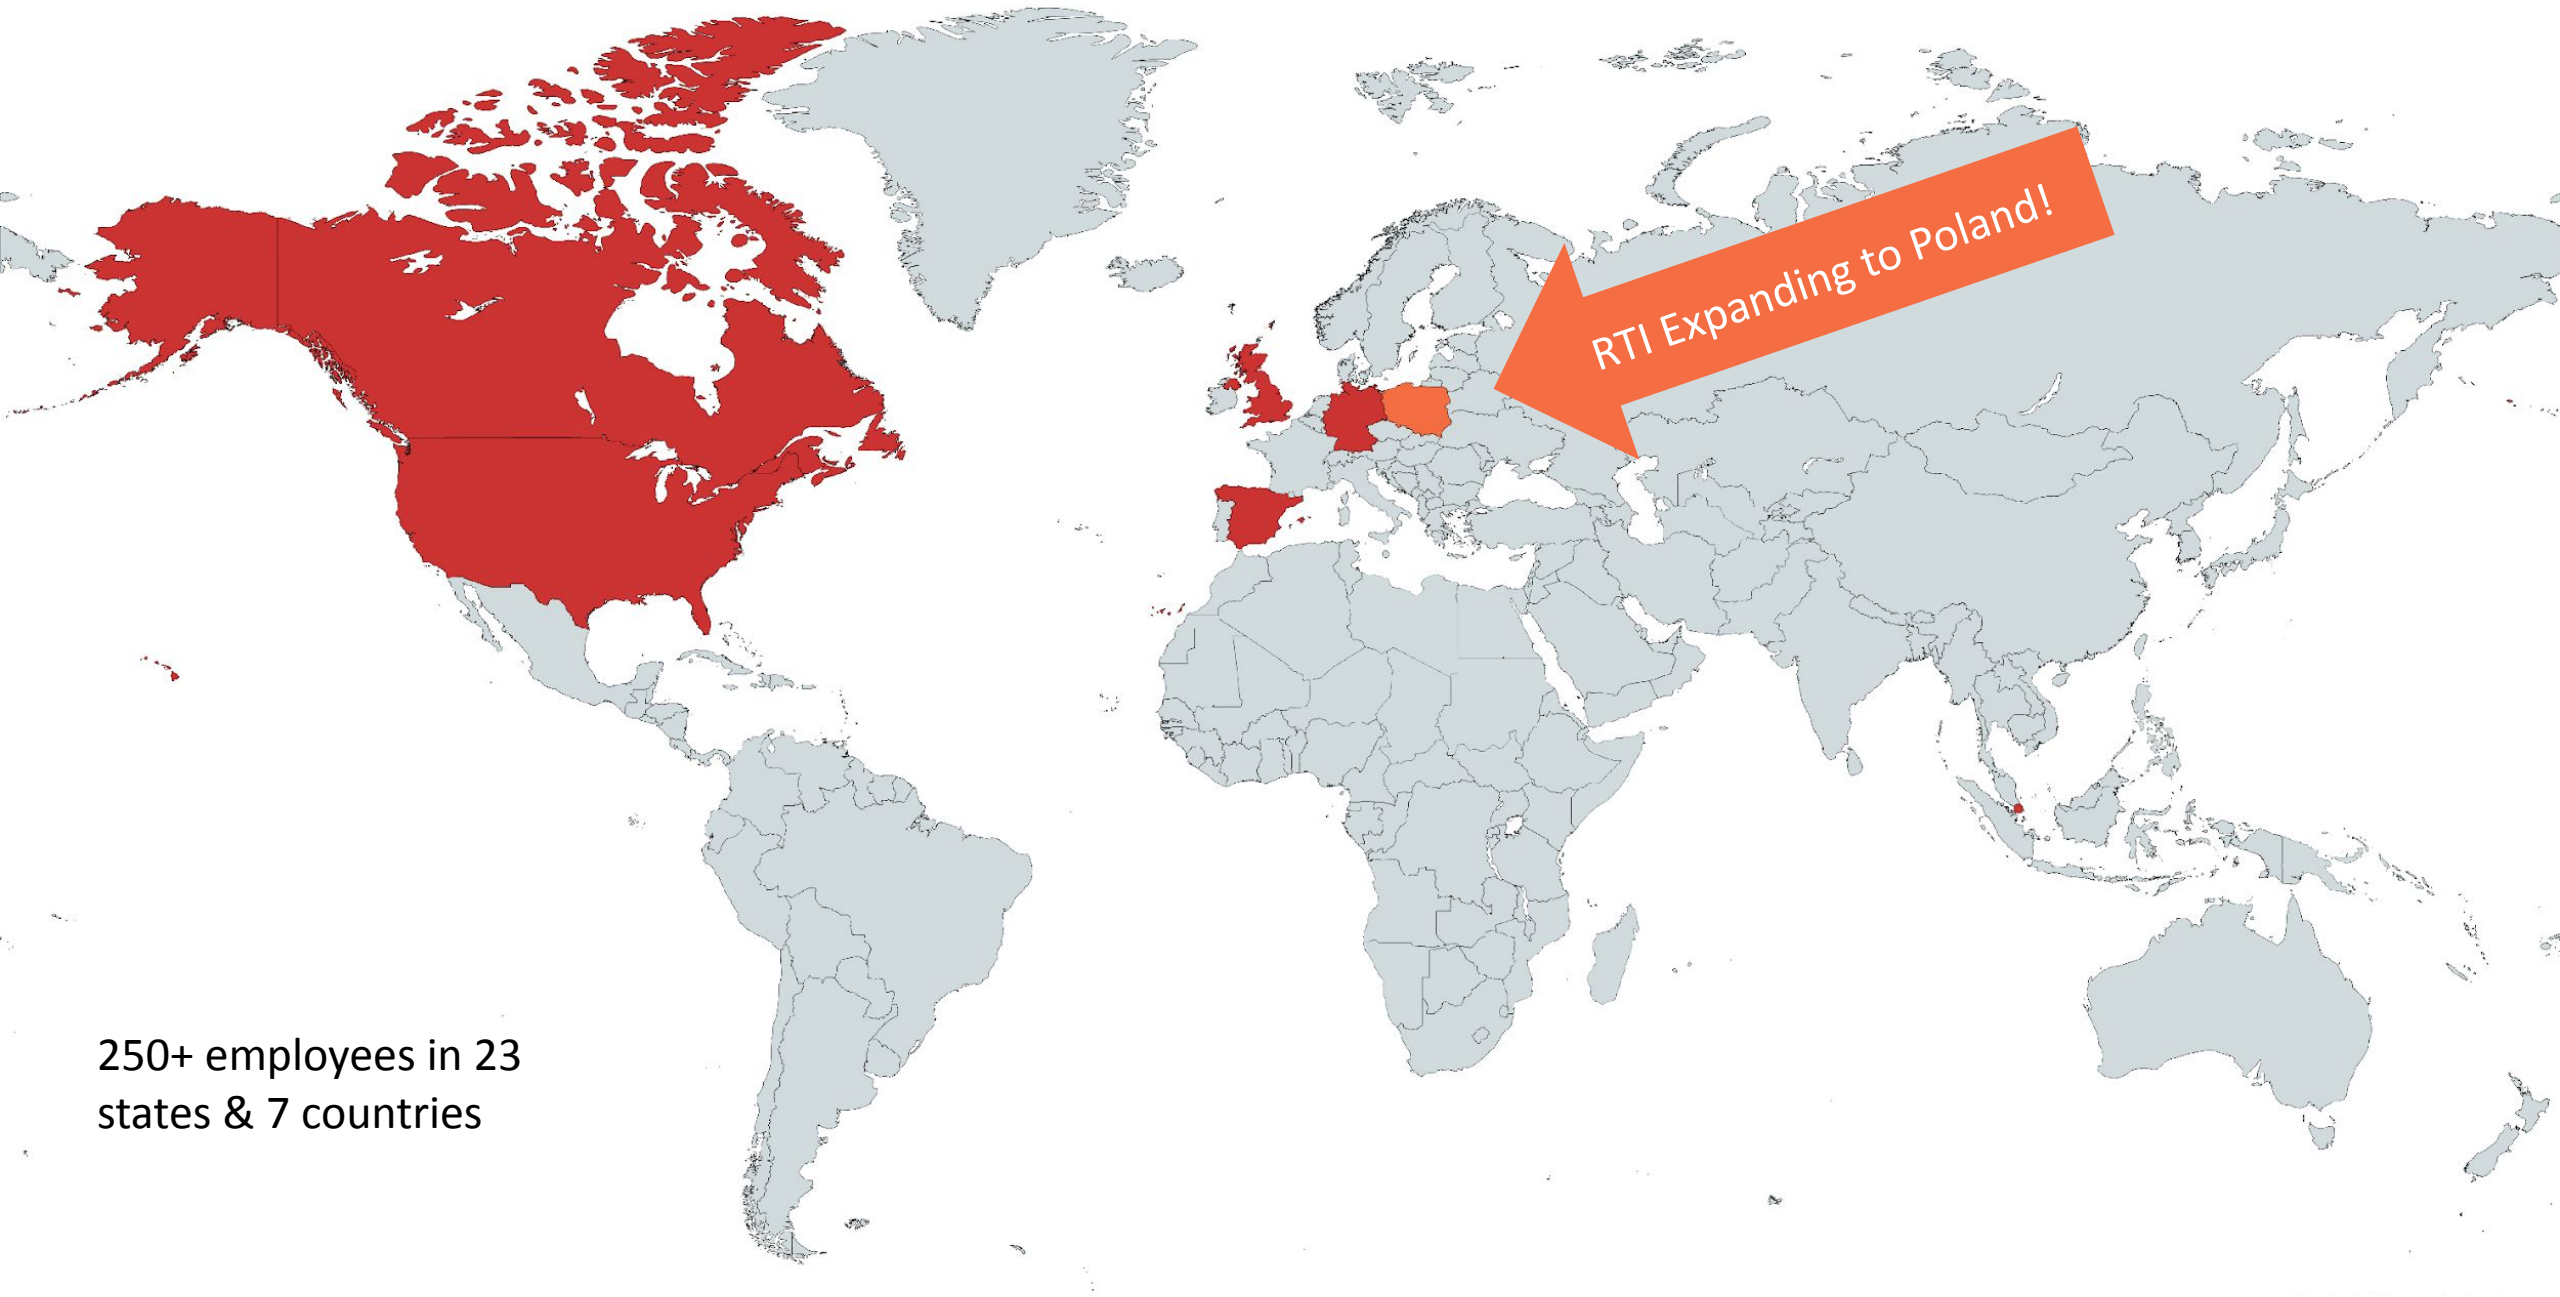 RTI Expanding to Poland!
250+ employees in 23
states & 7 countries